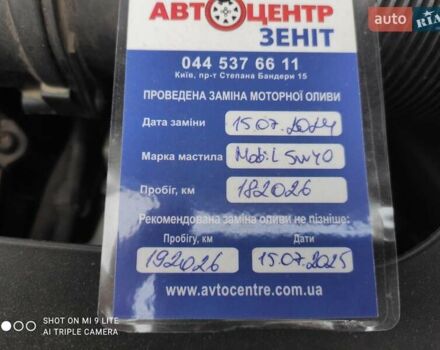 АВТОЦЕНТР
ЗЕНІТ
044 537 66 11
Київ, пр-т Степана Бандери 15
ПРОВЕДЕНА ЗАМІНА МОТОРНОЇ ОЛИВИ
Дата заміни 15.07.2024
Марка мастила Mobil 5w40
Пробіг, км 182026
Рекомендована заміна оливи не пізніше:
Пробігу, км Дати
192026 15.07.2025
www.avtocentre.com.ua
SHOT ON MI 9 LITE
AI TRIPLE CAMERA
AUTO
RIA